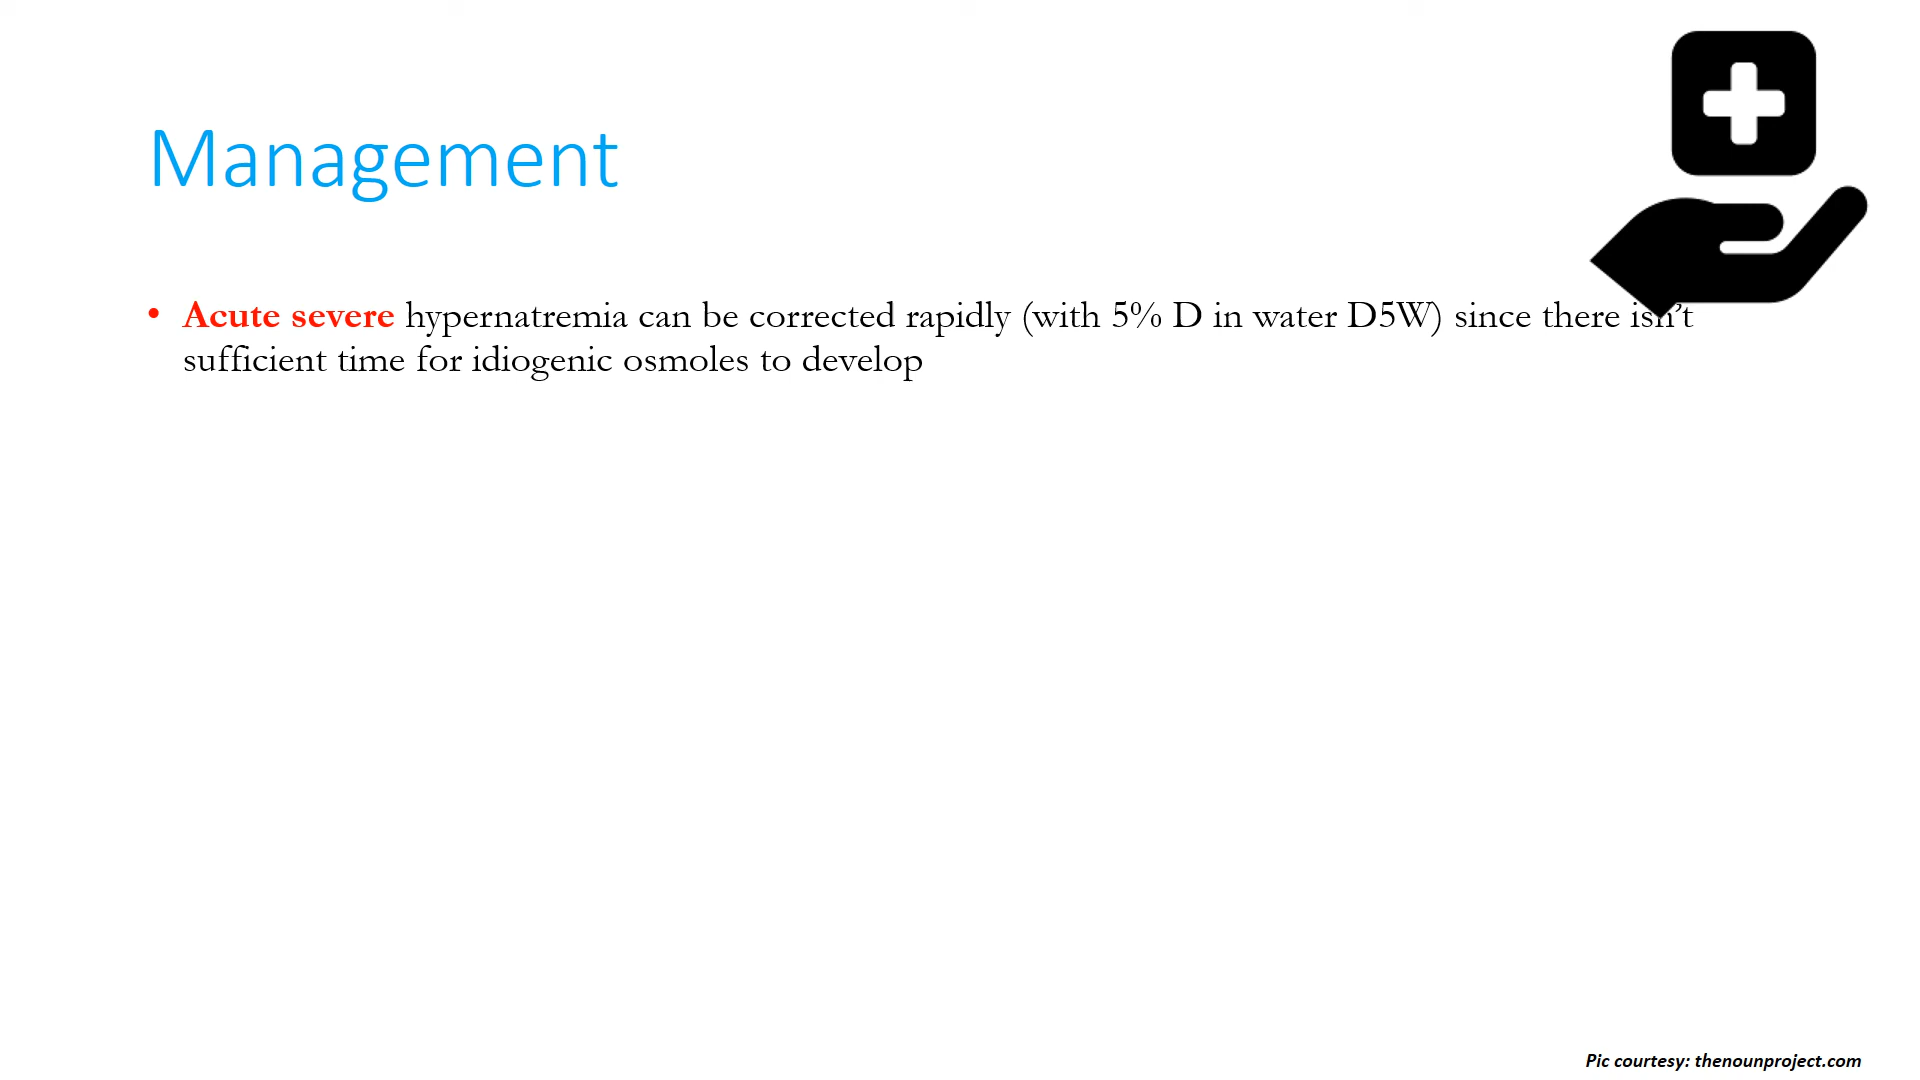 Management
• Acute severe hypernatremia can be corrected rapidly (with 5% D in water D5W) since there isn’t
sufficient time for idiogenic osmoles to develop
Pic courtesy: thenounproject.com